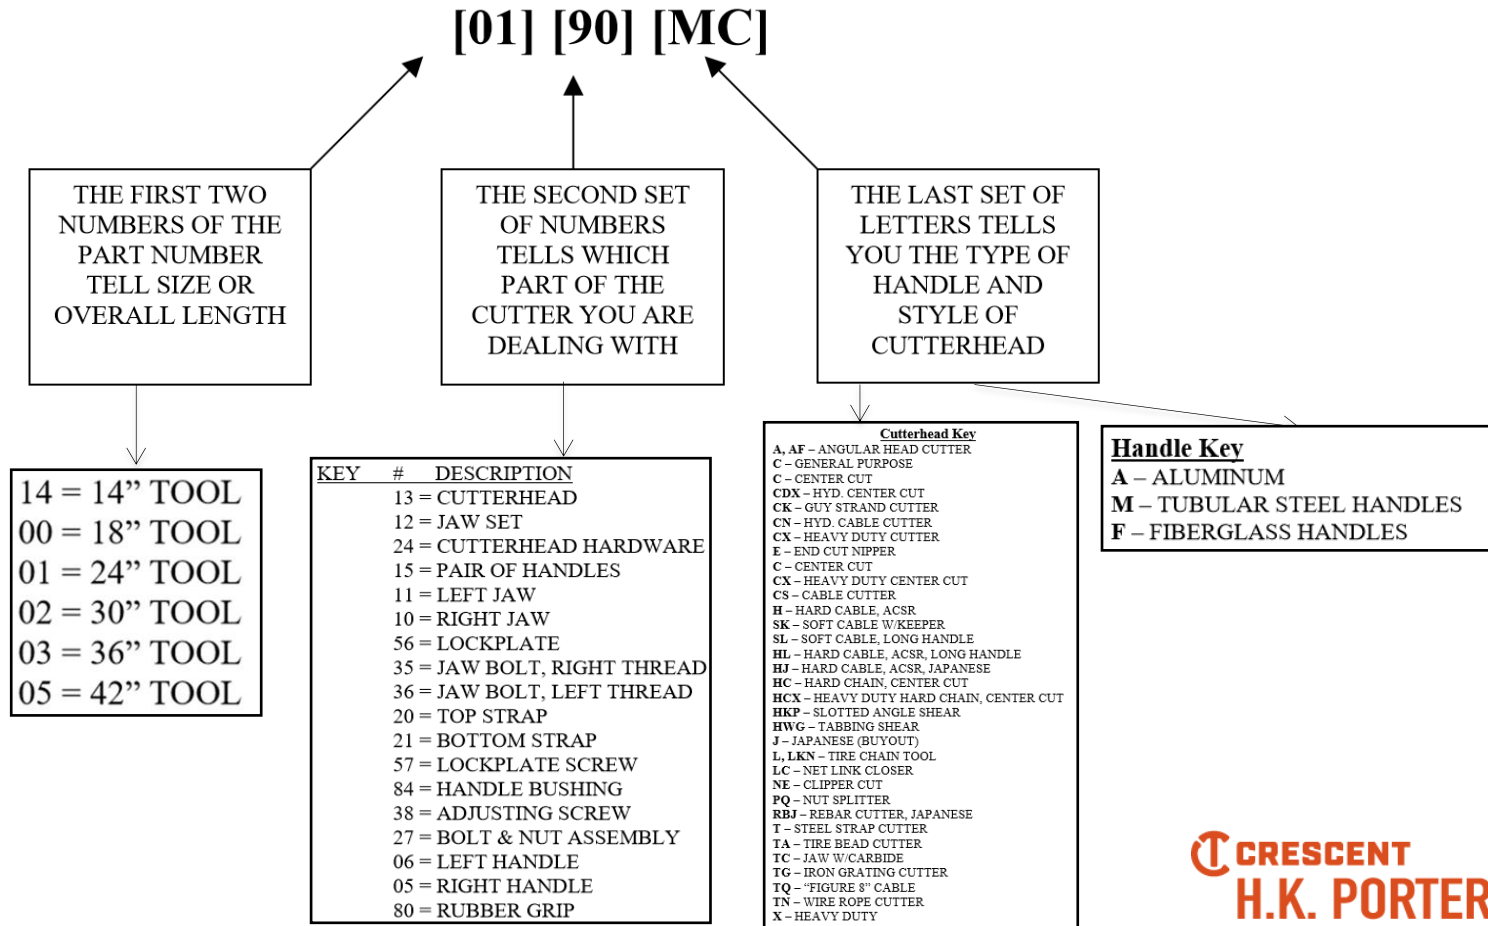 [01] [90] [MC]
THE FIRST TWO
NUMBERS OF THE
PART NUMBER
TELL SIZE OR
OVERALL LENGTH
THE SECOND SET
OF NUMBERS
TELLS WHICH
PART OF THE
CUTTER YOU ARE
DEALING WITH
THE LAST SET OF
LETTERS TELLS
YOU THE TYPE OF
HANDLE AND
STYLE OF
CUTTERHEAD
14 = 14” TOOL
00 = 18” TOOL
01 = 24” TOOL
02 = 30” TOOL
03 = 36” TOOL
05 = 42” TOOL
KEY # DESCRIPTION
13 = CUTTERHEAD
12 = JAW SET
24 = CUTTERHEAD HARDWARE
15 = PAIR OF HANDLES
11 = LEFT JAW
10 = RIGHT JAW
56 = LOCKPLATE
35 = JAW BOLT, RIGHT THREAD
36 = JAW BOLT, LEFT THREAD
20 = TOP STRAP
21 = BOTTOM STRAP
57 = LOCKPLATE SCREW
84 = HANDLE BUSHING
38 = ADJUSTING SCREW
27 = BOLT & NUT ASSEMBLY
06 = LEFT HANDLE
05 = RIGHT HANDLE
80 = RUBBER GRIP
Cutterhead Key
A, AF – ANGULAR HEAD CUTTER
C – GENERAL PURPOSE
C – CENTER CUT
CDX – HYD. CENTER CUT
CK – GUY STRAND CUTTER
CN – HYD. CABLE CUTTER
CX – HEAVY DUTY CUTTER
E – END CUT NIPPER
C – CENTER CUT
CX – HEAVY DUTY CENTER CUT
CS – CABLE CUTTER
H – HARD CABLE, ACSR
SK – SOFT CABLE W/KEEPER
SL – SOFT CABLE, LONG HANDLE
HL – HARD CABLE, ACSR, LONG HANDLE
HJ – HARD CABLE, ACSR, JAPANESE
HC – HARD CHAIN, CENTER CUT
HCX – HEAVY DUTY HARD CHAIN, CENTER CUT
HKP – SLOTTED ANGLE SHEAR
HWG – TABBING SHEAR
J – JAPANESE (BUYOUT)
L, LKN – TIRE CHAIN TOOL
LC – NET LINK CLOSER
NE – CLIPPER CUT
PQ – NUT SPLITTER
RBJ – REBAR CUTTER, JAPANESE
T – STEEL STRAP CUTTER
TA – TIRE BEAD CUTTER
TC – JAW W/CARBIDE
TG – IRON GRATING CUTTER
TQ – “FIGURE 8” CABLE
TN – WIRE ROPE CUTTER
X – HEAVY DUTY
Handle Key
A – ALUMINUM
M – TUBULAR STEEL HANDLES
F – FIBERGLASS HANDLES
CRESCENT
H.K. PORTER